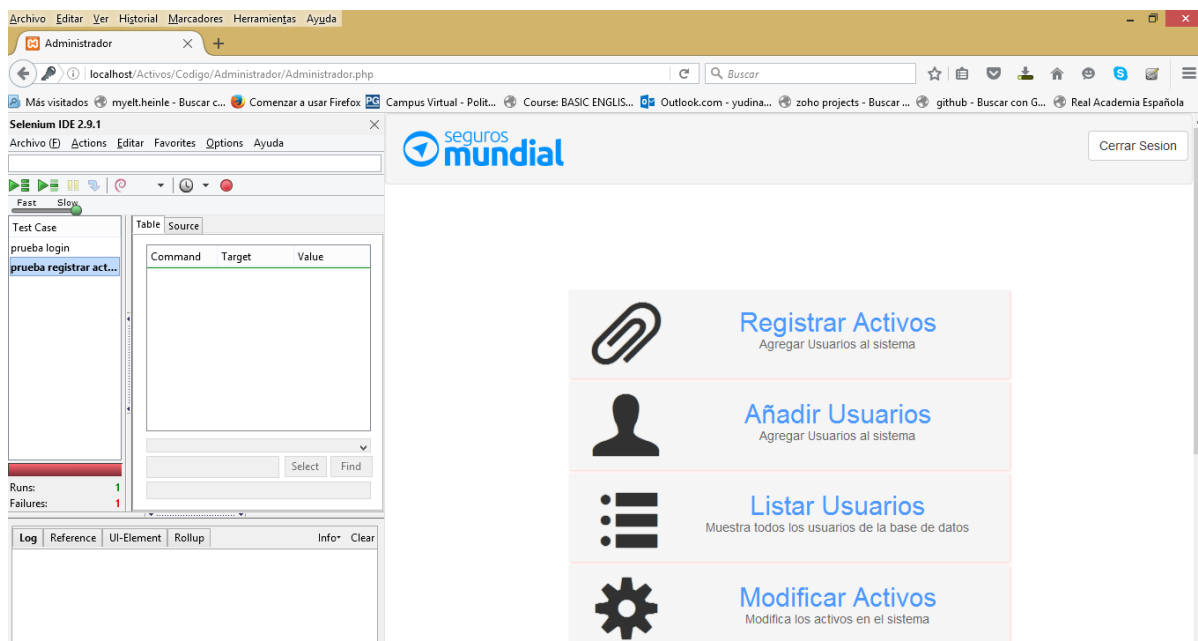 Archivo Editar Ver Historial Marcadores Herramientas Ayuda
Administrador
localhost/Activos/Codigo/Administrador/Administrador.php
Buscar
Más visitados myelt.heinle - Buscar c... Comenzar a usar Firefox PG Campus Virtual - Polit... Course: BASIC ENGLIS... Outlook.com - yudina... zoho projects - Buscar ... github - Buscar con G... Real Academia Española
Selenium IDE 2.9.1
Archivo (F) Actions Editar Favorites Options Ayuda
Fast Slow
Test Case
prueba login
prueba registrar act...
Table Source
Command Target Value
Select Find
Runs: 1
Failures: 1
Log Reference UI-Element Rollup Info Clear
seguros
mundial
Cerrar Sesion
Registrar Activos
Agregar Usuarios al sistema
Añadir Usuarios
Agregar Usuarios al sistema
Listar Usuarios
Muestra todos los usuarios de la base de datos
Modificar Activos
Modifica los activos en el sistema